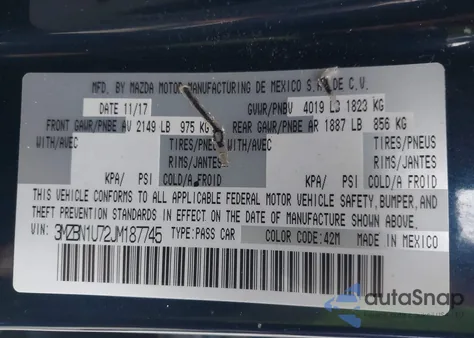 MFD. BY MAZDA MOTOR MANUFACTURING DE MEXICO S.A. DE C.V.
DATE 11/17 GVWR/PNBV 4019 LB 1823 KG
FRONT GAWR/PNBE AV 2149 LB 975 KG REAR GAWR/PNBE AR 1887 LB 856 KG
WITH/AVEC TIRES/PNEUS WITH/AVEC TIRES/PNEUS
RIMS/JANTES RIMS/JANTES
KPA/ PSI COLD/A FROID KPA/ PSI COLD/A FROID
THIS VEHICLE CONFORMS TO ALL APPLICABLE FEDERAL MOTOR VEHICLE SAFETY, BUMPER, AND
THEFT PREVENTION STANDARDS IN EFFECT ON THE DATE OF MANUFACTURE SHOWN ABOVE.
VIN: 3MZBN1U72JM187745 TYPE: PASS CAR COLOR CODE: 42M MADE IN MEXICO
autoSnap